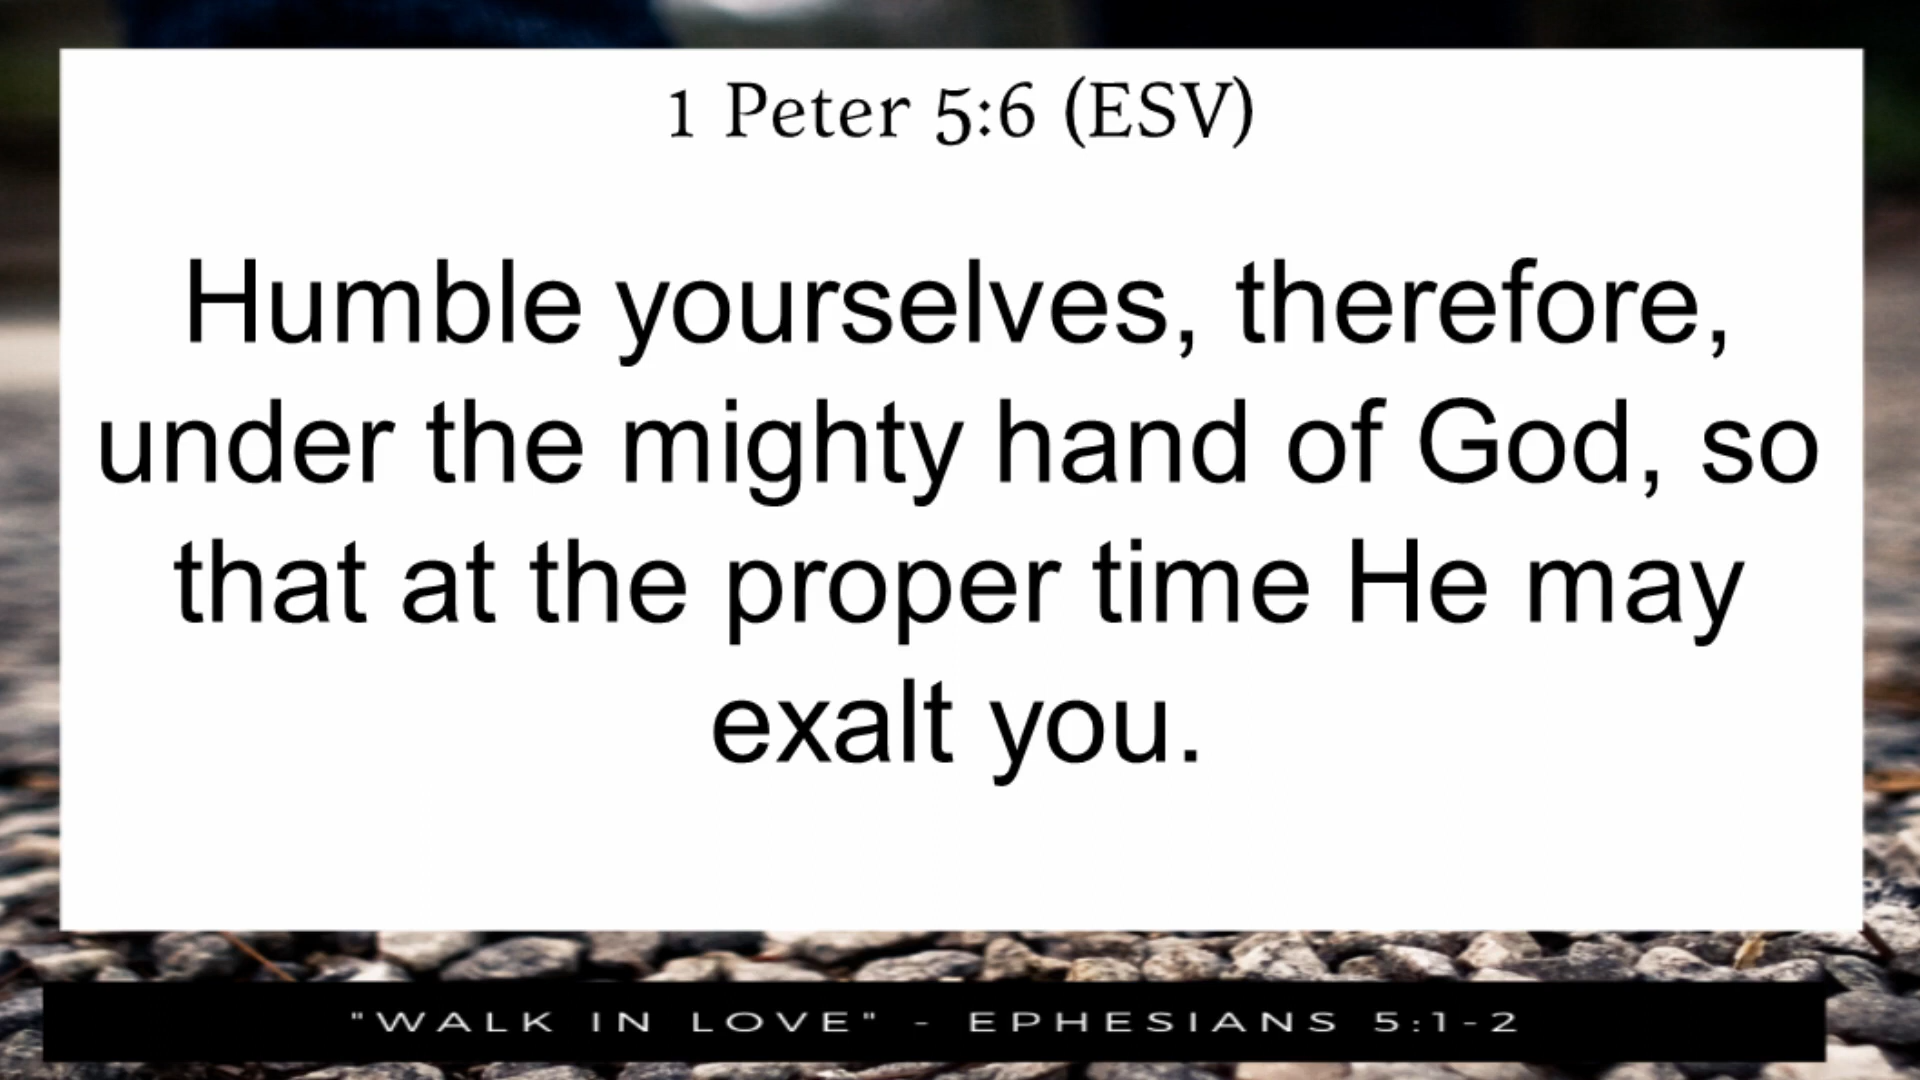 1 Peter 5:6 (ESV)
Humble yourselves, therefore,
under the mighty hand of God, so
that at the proper time He may
exalt you.
"WALK IN LOVE" - EPHESIANS 5:1-2